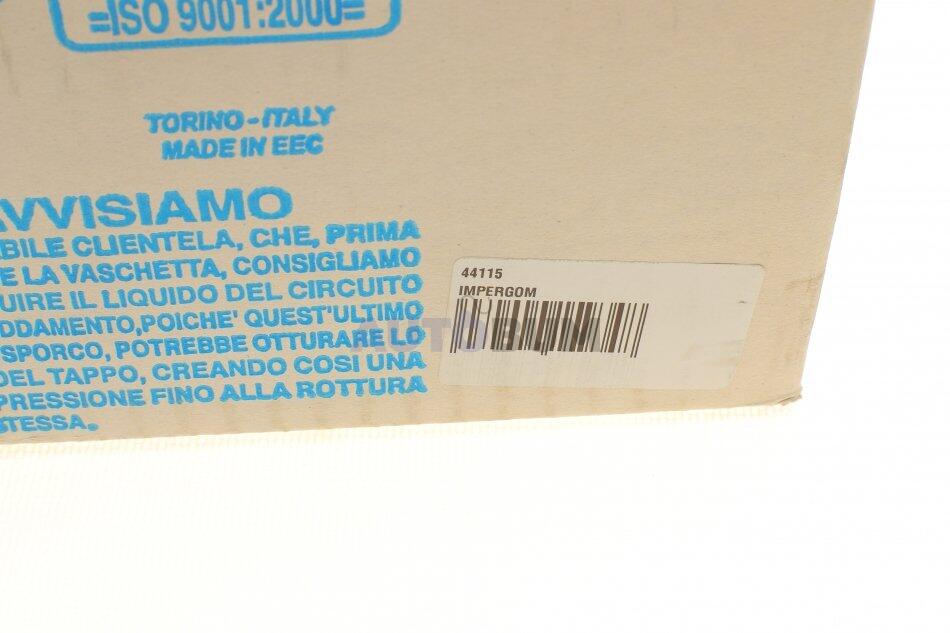 =ISO 9001:2000=
TORINO-ITALY
MADE IN EEC
AVVISIAMO
BILE CLIENTELA, CHE, PRIMA
E LA VASCHETTA, CONSIGLIAMO
UIRE IL LIQUIDO DEL CIRCUITO
ODDAMENTO,POICHE' QUEST'ULTIMO
SPORCO, POTREBBE OTTURARE LO
DEL TAPPO, CREANDO COSI UNA
PRESSIONE FINO ALLA ROTTURA
STESSA.
44115
IMPERGOM
AUTOBUM